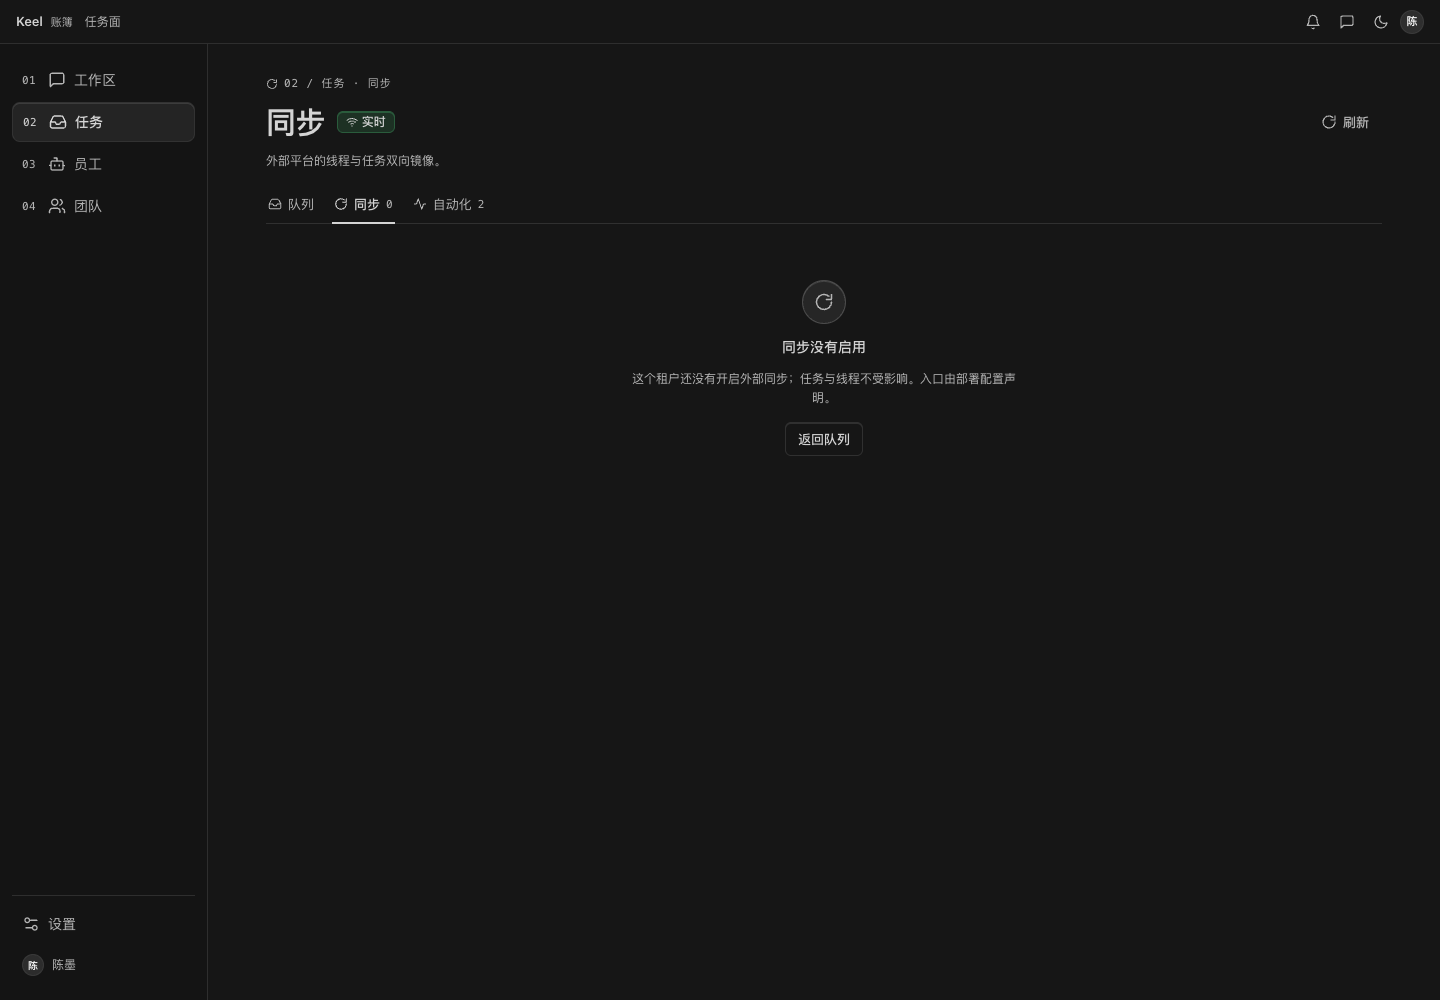 Keel 账簿 任务面
陈
01 工作区
02 任务
03 员工
04 团队
02 / 任务 · 同步
同步 实时
刷新
外部平台的线程与任务双向镜像。
队列 同步 0 自动化 2
同步没有启用
这个租户还没有开启外部同步；任务与线程不受影响。入口由部署配置声
明。
返回队列
设置
陈 陈墨